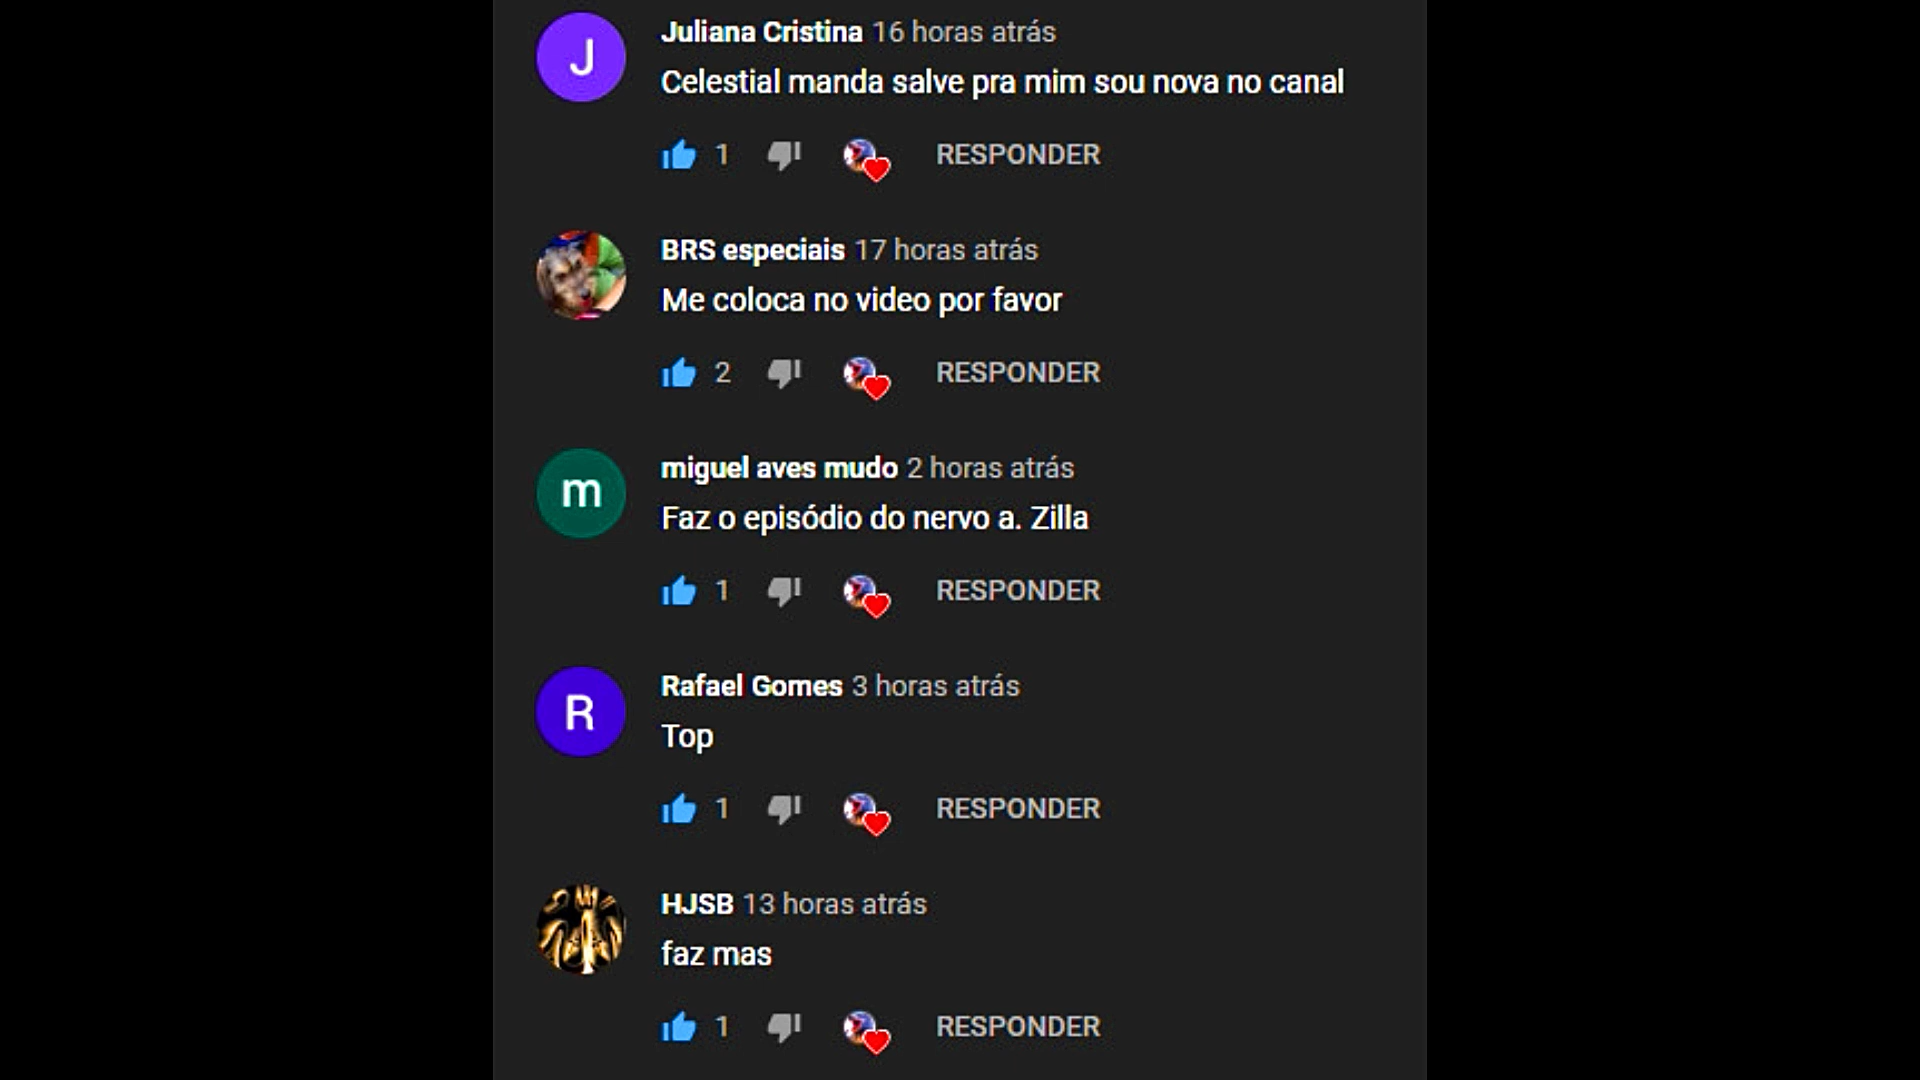 J
Juliana Cristina 16 horas atrás
Celestial manda salve pra mim sou nova no canal
1 RESPONDER
BRS especiais 17 horas atrás
Me coloca no video por favor
2 RESPONDER
m
miguel aves mudo 2 horas atrás
Faz o episódio do nervo a. Zilla
1 RESPONDER
R
Rafael Gomes 3 horas atrás
Top
1 RESPONDER
HJSB 13 horas atrás
faz mas
1 RESPONDER